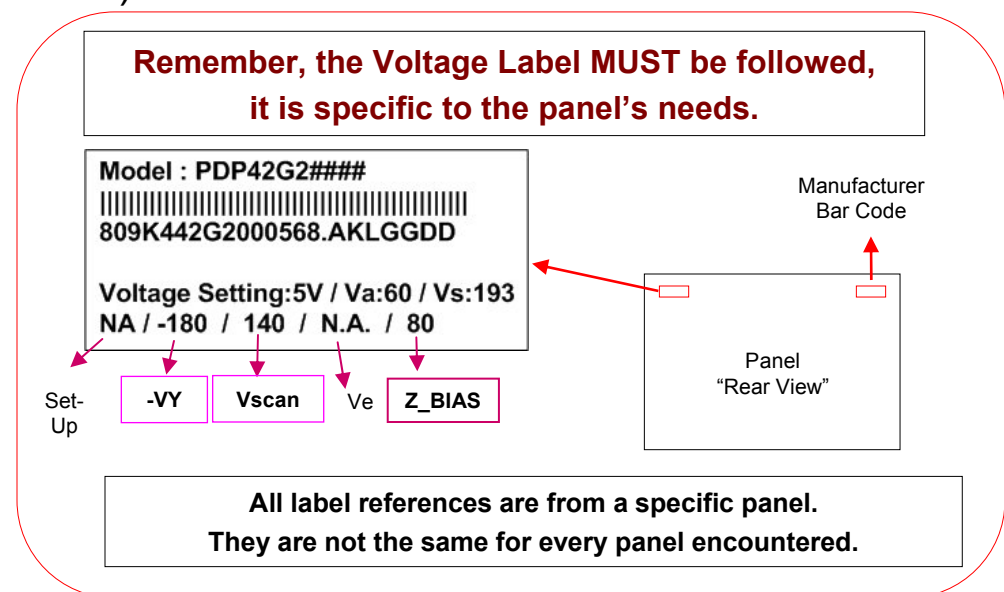 )
Remember, the Voltage Label MUST be followed,
it is specific to the panel's needs.
Model : PDP42G2####
809K442G2000568.AKLGGDD
Voltage Setting:5V / Va:60 / Vs:193
NA / -180 / 140 / N.A. / 80
Set-
Up
-VY
Vscan
Ve
Z_BIAS
Manufacturer
Bar Code
Panel
“Rear View”
All label references are from a specific panel.
They are not the same for every panel encountered.